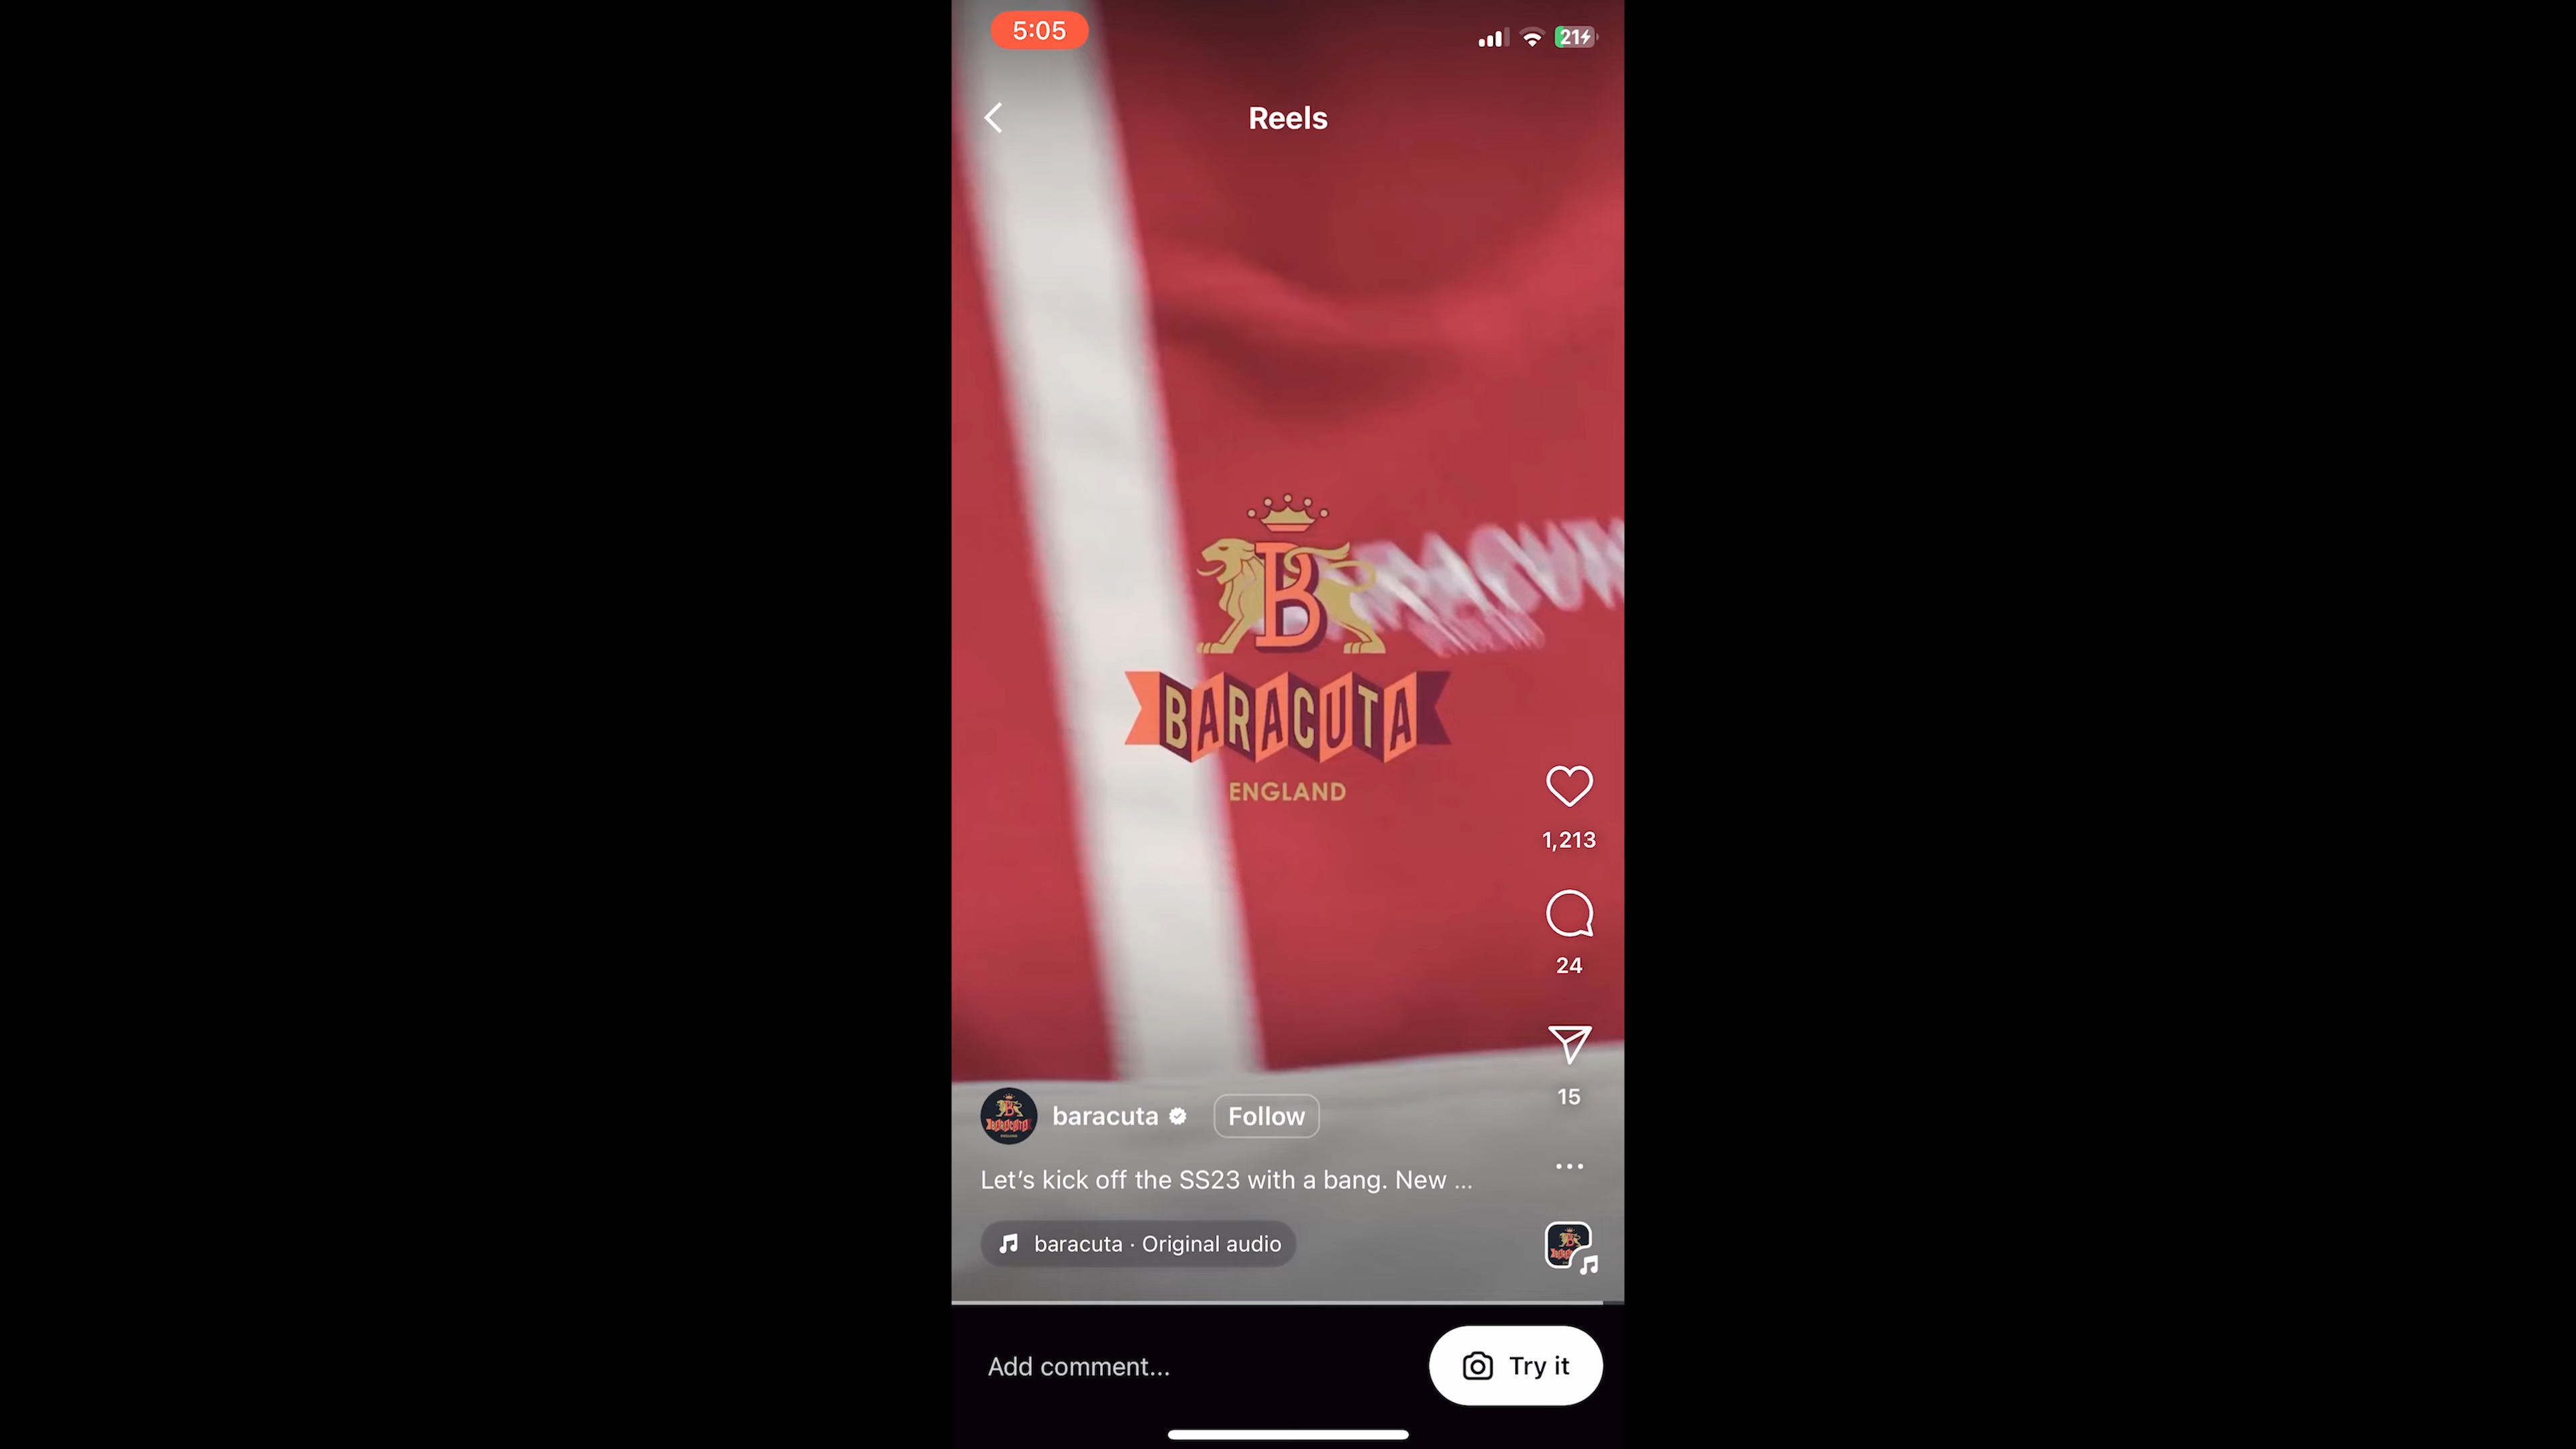 5:05
21
Reels
B
BARACUTA
ENGLAND
1,213
24
15
baracuta
Follow
Let’s kick off the SS23 with a bang. New ...
baracuta · Original audio
Add comment...
Try it